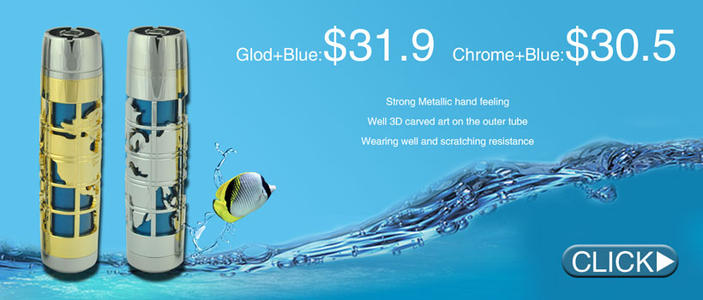 Glod+Blue:$31.9 Chrome+Blue:$30.5
Strong Metallic hand feeling
Well 3D carved art on the outer tube
Wearing well and scratching resistance
CLICK